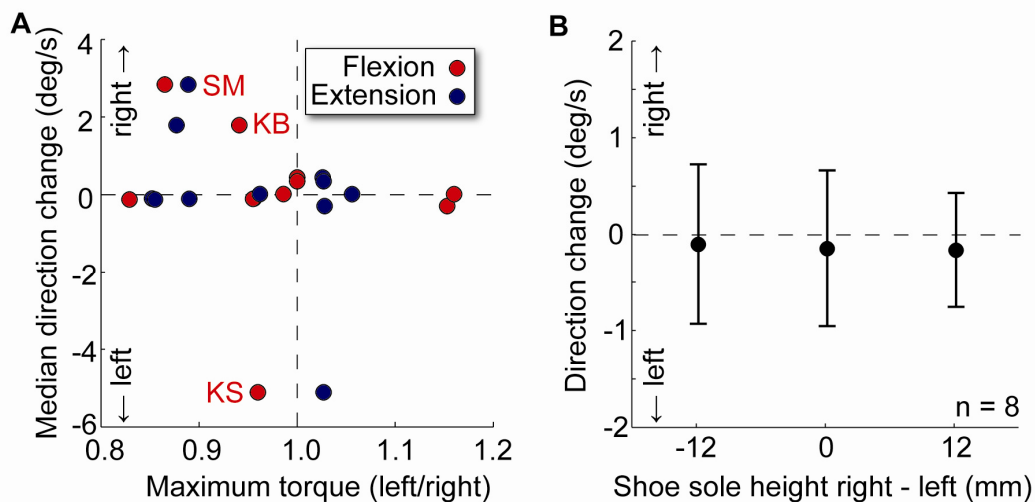 A
Median direction change (deg/s)
right →
← left
4
2
0
-2
-4
-6
Flexion
Extension
SM
KB
KS
0.8 0.9 1.0 1.1 1.2
Maximum torque (left/right)
B
Direction change (deg/s)
right →
← left
2
1
0
-1
-2
n = 8
-12 0 12
Shoe sole height right - left (mm)